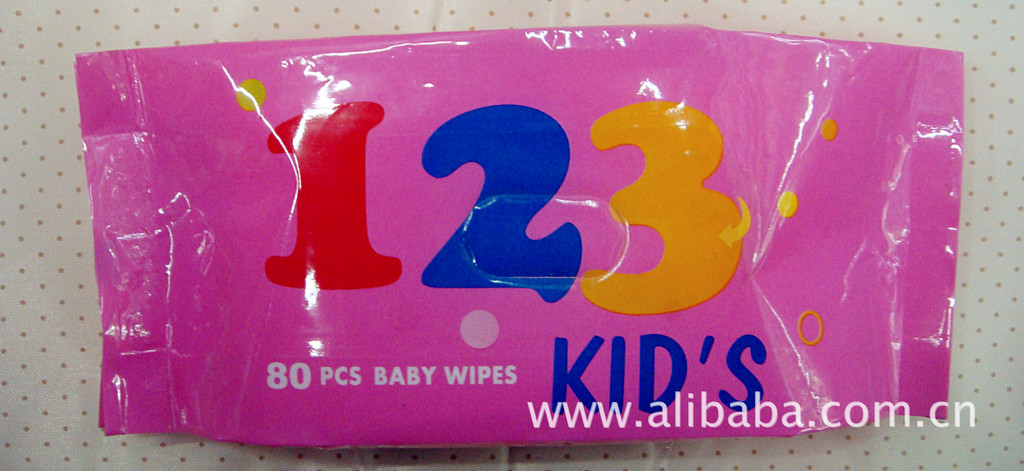 123
KID'S
80 PCS BABY WIPES
www.alibaba.com.cn